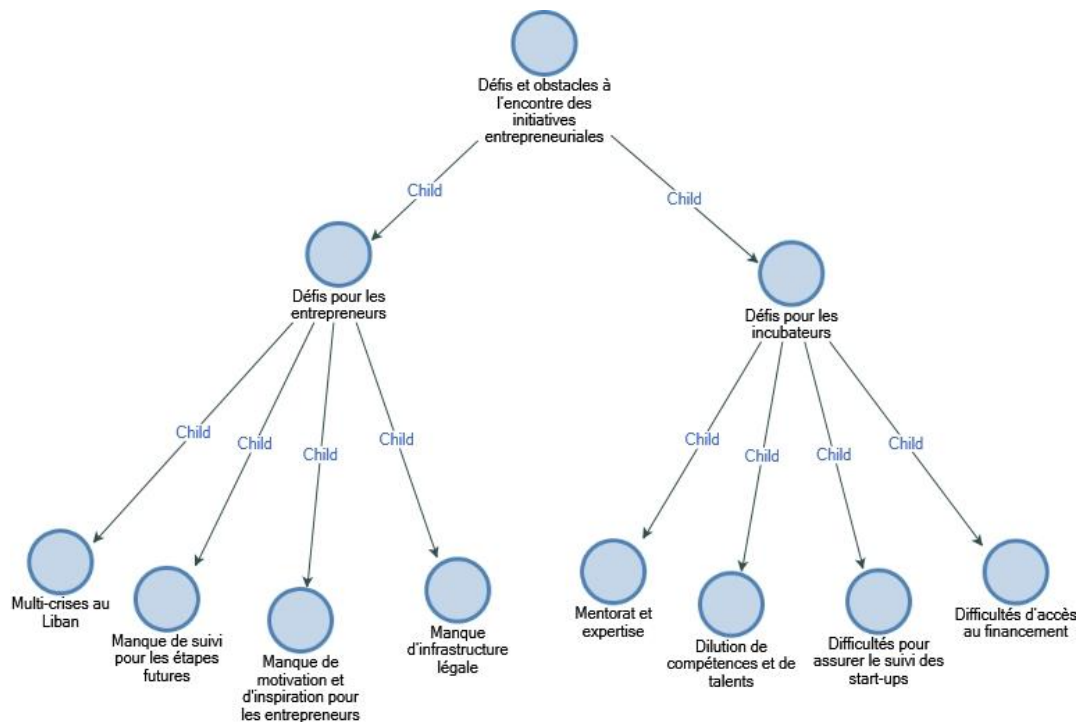 Défis et obstacles à
l'encontre des
initiatives
entrepreneuriales
Child
Child
Défis pour les
entrepreneurs
Défis pour les
incubateurs
Child
Child
Child
Child
Child
Child
Child
Child
Multi-crises au
Liban
Manque de suivi
pour les étapes
futures
Manque de
motivation et
d'inspiration pour
les entrepreneurs
Manque
d'infrastructure
légale
Mentorat et
expertise
Dilution de
compétences et de
talents
Difficultés pour
assurer le suivi des
start-ups
Difficultés d'accès
au financement